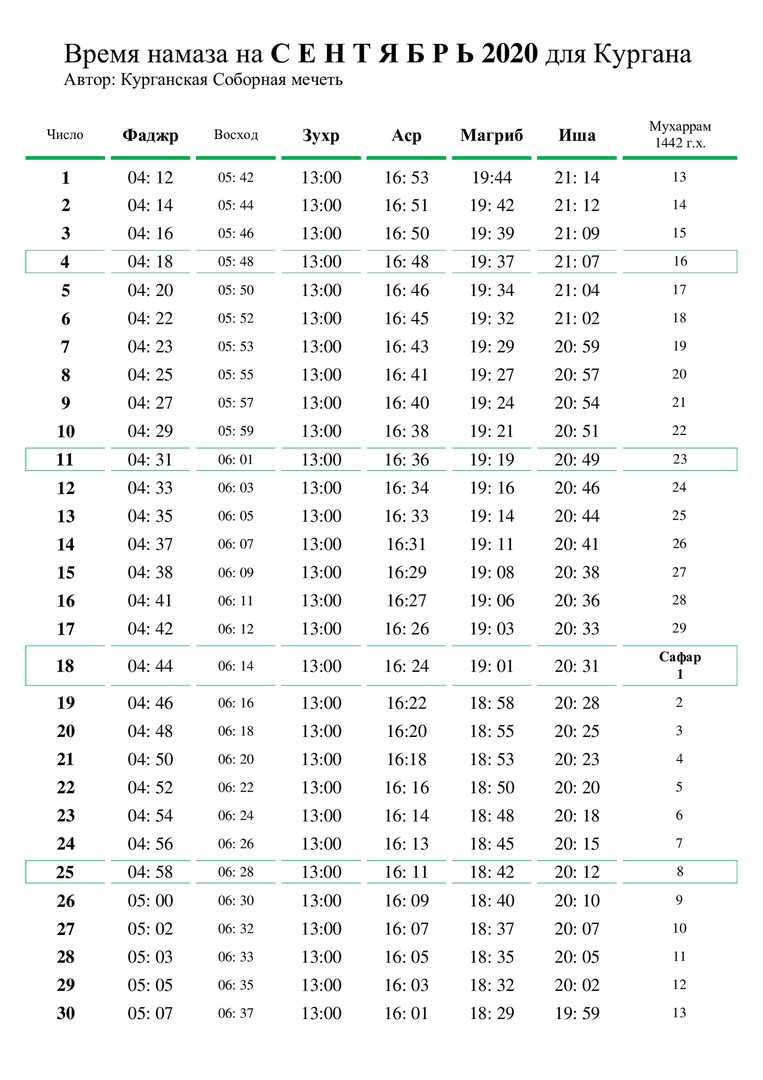 Время намаза на С Е Н Т Я Б Р Ь 2020 для Кургана
Автор: Курганская Соборная мечеть
Число Фаджр Восход Зухр Аср Магриб Иша Мухаррам 1442 г.х.
1 04: 12 05: 42 13:00 16: 53 19:44 21: 14 13
2 04: 14 05: 44 13:00 16: 51 19: 42 21: 12 14
3 04: 16 05: 46 13:00 16: 50 19: 39 21: 09 15
4 04: 18 05: 48 13:00 16: 48 19: 37 21: 07 16
5 04: 20 05: 50 13:00 16: 46 19: 34 21: 04 17
6 04: 22 05: 52 13:00 16: 45 19: 32 21: 02 18
7 04: 23 05: 53 13:00 16: 43 19: 29 20: 59 19
8 04: 25 05: 55 13:00 16: 41 19: 27 20: 57 20
9 04: 27 05: 57 13:00 16: 40 19: 24 20: 54 21
10 04: 29 05: 59 13:00 16: 38 19: 21 20: 51 22
11 04: 31 06: 01 13:00 16: 36 19: 19 20: 49 23
12 04: 33 06: 03 13:00 16: 34 19: 16 20: 46 24
13 04: 35 06: 05 13:00 16: 33 19: 14 20: 44 25
14 04: 37 06: 07 13:00 16:31 19: 11 20: 41 26
15 04: 38 06: 09 13:00 16:29 19: 08 20: 38 27
16 04: 41 06: 11 13:00 16:27 19: 06 20: 36 28
17 04: 42 06: 12 13:00 16: 26 19: 03 20: 33 29
18 04: 44 06: 14 13:00 16: 24 19: 01 20: 31 Сафар 1
19 04: 46 06: 16 13:00 16:22 18: 58 20: 28 2
20 04: 48 06: 18 13:00 16:20 18: 55 20: 25 3
21 04: 50 06: 20 13:00 16:18 18: 53 20: 23 4
22 04: 52 06: 22 13:00 16: 16 18: 50 20: 20 5
23 04: 54 06: 24 13:00 16: 14 18: 48 20: 18 6
24 04: 56 06: 26 13:00 16: 13 18: 45 20: 15 7
25 04: 58 06: 28 13:00 16: 11 18: 42 20: 12 8
26 05: 00 06: 30 13:00 16: 09 18: 40 20: 10 9
27 05: 02 06: 32 13:00 16: 07 18: 37 20: 07 10
28 05: 03 06: 33 13:00 16: 05 18: 35 20: 05 11
29 05: 05 06: 35 13:00 16: 03 18: 32 20: 02 12
30 05: 07 06: 37 13:00 16: 01 18: 29 19: 59 13